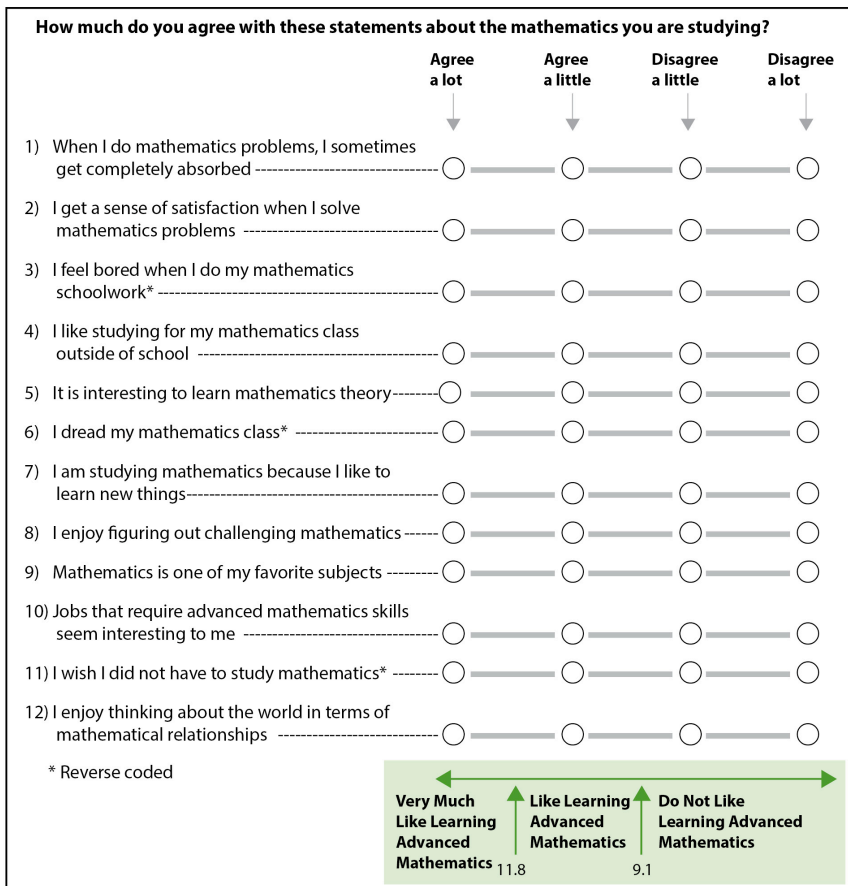 How much do you agree with these statements about the mathematics you are studying?
Agree a lot
Agree a little
Disagree a little
Disagree a lot
1) When I do mathematics problems, I sometimes
get completely absorbed
2) I get a sense of satisfaction when I solve
mathematics problems
3) I feel bored when I do my mathematics
schoolwork*
4) I like studying for my mathematics class
outside of school
5) It is interesting to learn mathematics theory
6) I dread my mathematics class*
7) I am studying mathematics because I like to
learn new things
8) I enjoy figuring out challenging mathematics
9) Mathematics is one of my favorite subjects
10) Jobs that require advanced mathematics skills
seem interesting to me
11) I wish I did not have to study mathematics*
12) I enjoy thinking about the world in terms of
mathematical relationships
* Reverse coded
Very Much
Like Learning
Advanced
Mathematics
11.8
Like Learning
Advanced
Mathematics
9.1
Do Not Like
Learning Advanced
Mathematics